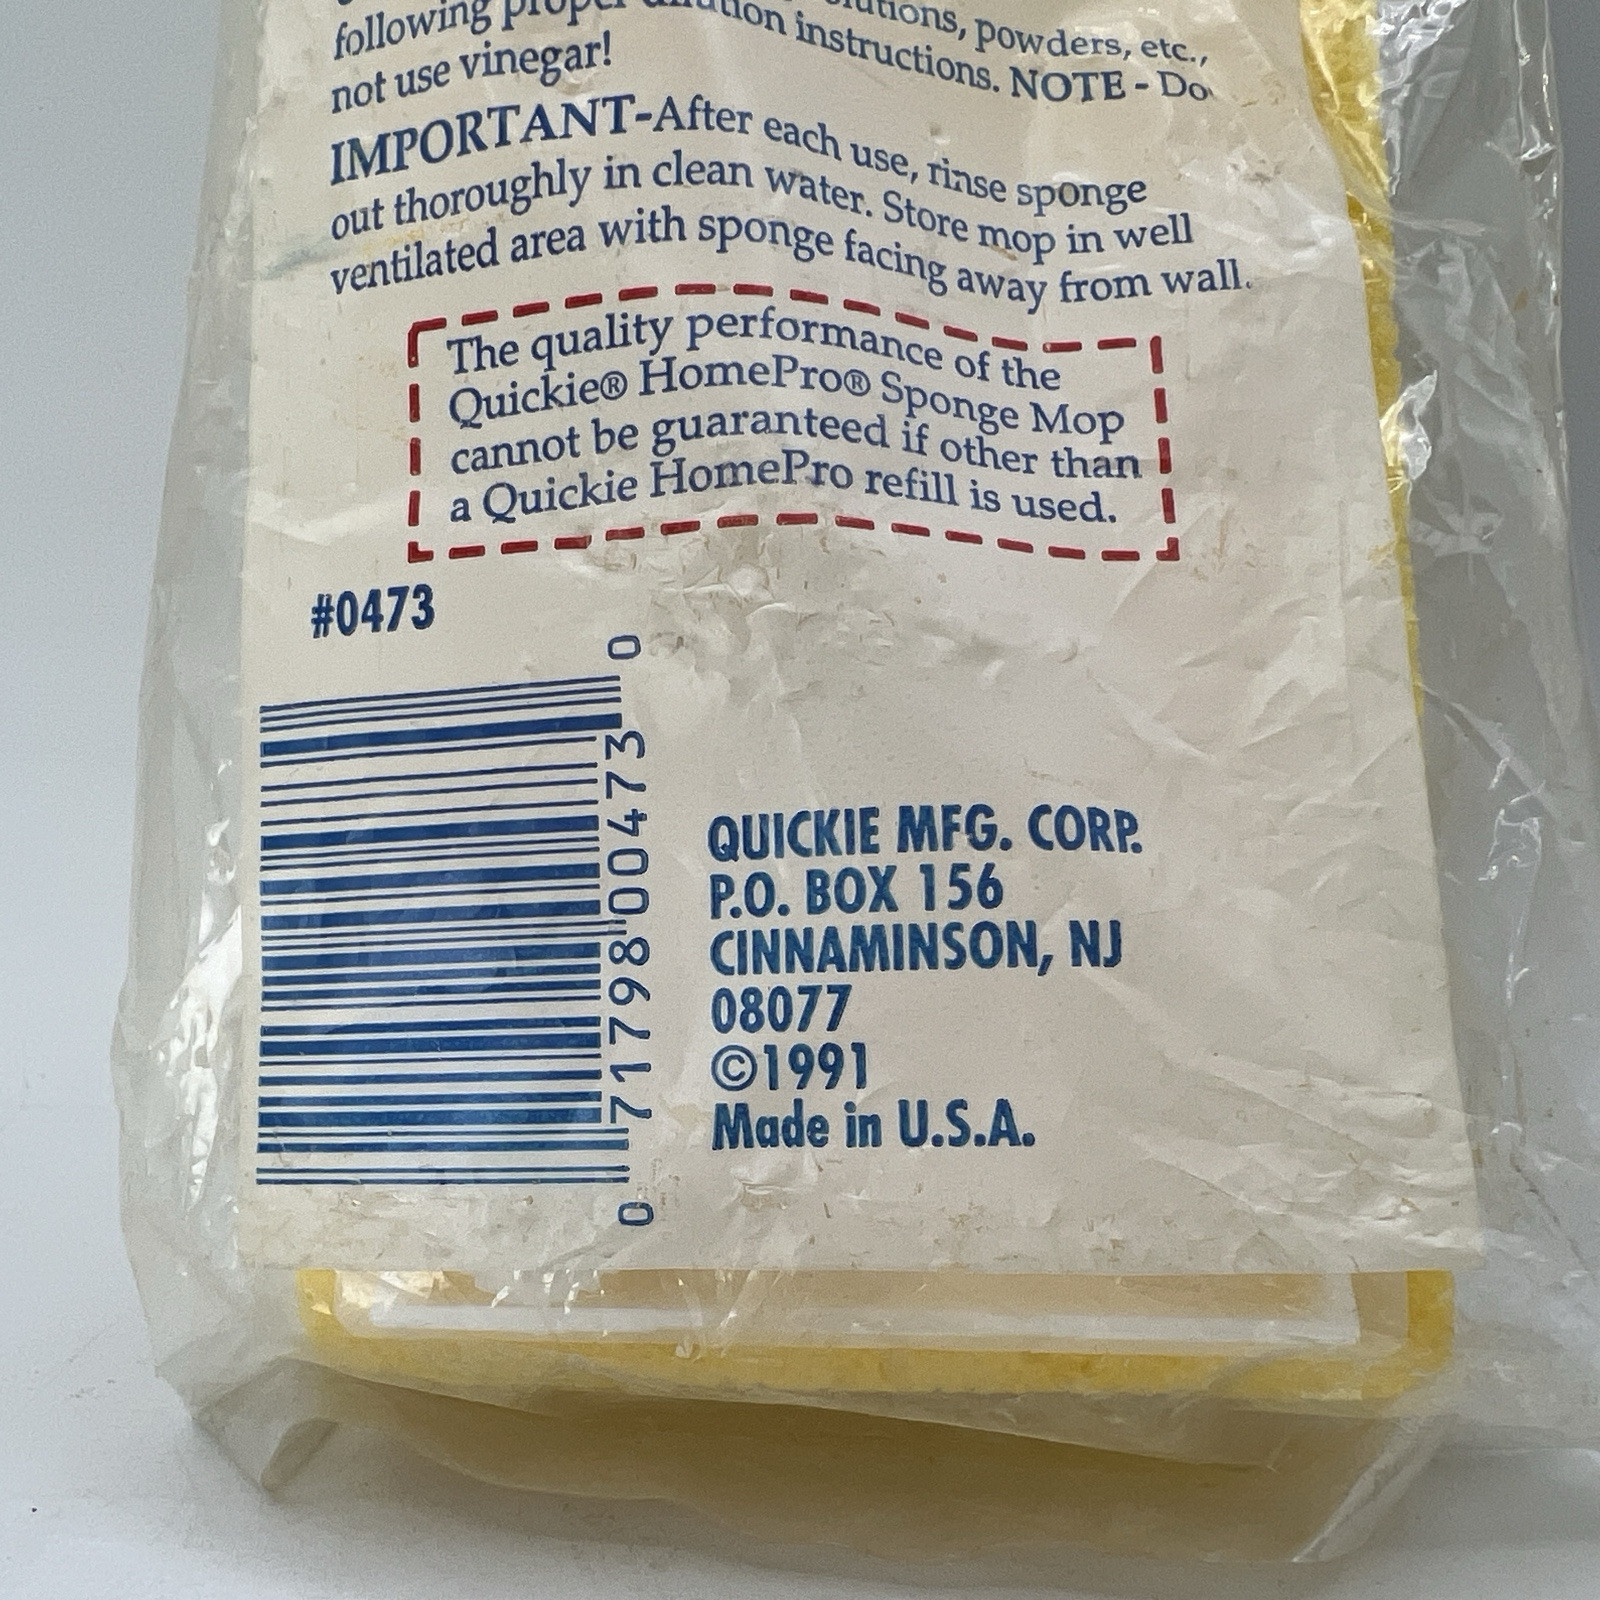 following proper dilution instructions. NOTE - Do
not use vinegar!
IMPORTANT-After each use, rinse sponge
out thoroughly in clean water. Store mop in well
ventilated area with sponge facing away from wall.
The quality performance of the
Quickie® HomePro® Sponge Mop
cannot be guaranteed if other than
a Quickie HomePro refill is used.
#0473
0 71798 00473 0
QUICKIE MFG. CORP.
P.O. BOX 156
CINNAMINSON, NJ
08077
©1991
Made in U.S.A.